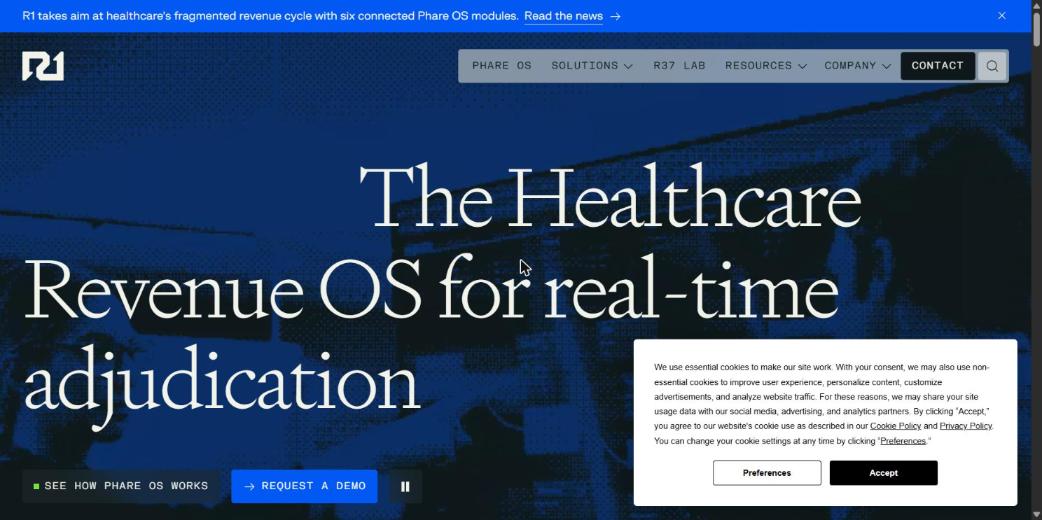 R1 takes aim at healthcare's fragmented revenue cycle with six connected Phare OS modules. Read the news →
R1
PHARE OS SOLUTIONS R37 LAB RESOURCES COMPANY CONTACT
The Healthcare
Revenue OS for real-time
adjudication
We use essential cookies to make our site work. With your consent, we may also use non-
essential cookies to improve user experience, personalize content, customize
advertisements, and analyze website traffic. For these reasons, we may share your site
usage data with our social media, advertising, and analytics partners. By clicking "Accept,"
you agree to our website's cookie use as described in our Cookie Policy and Privacy Policy.
You can change your cookie settings at any time by clicking "Preferences."
Preferences Accept
SEE HOW PHARE OS WORKS → REQUEST A DEMO